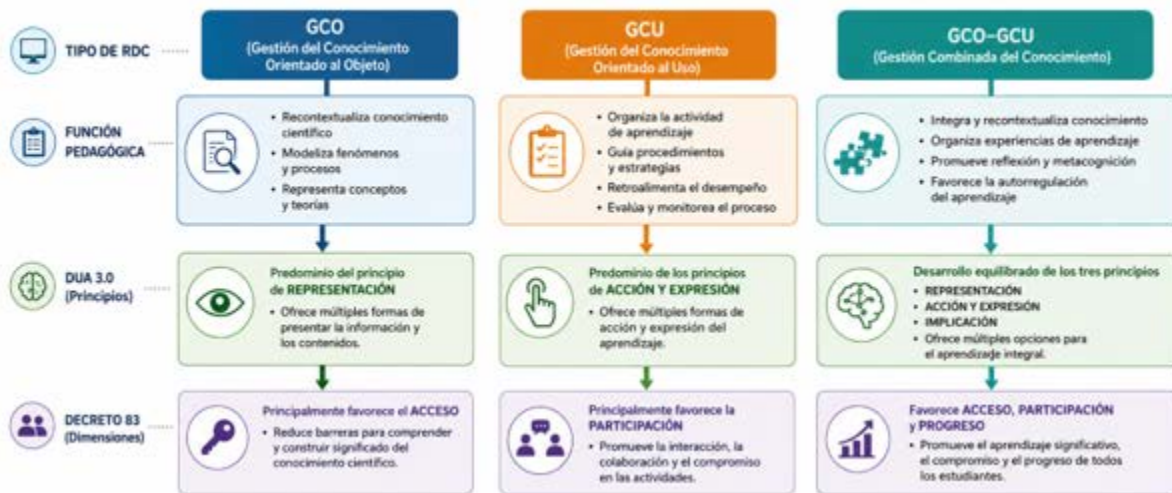 TIPO DE RDC
GCO
(Gestión del Conocimiento
Orientado al Objeto)
GCU
(Gestión del Conocimiento
Orientado al Uso)
GCO–GCU
(Gestión Combinada del Conocimiento)
FUNCIÓN
PEDAGÓGICA
• Recontextualiza conocimiento
científico
• Modeliza fenómenos
y procesos
• Representa conceptos
y teorías
• Organiza la actividad
de aprendizaje
• Guía procedimientos
y estrategias
• Retroalimenta el desempeño
• Evalúa y monitorea el proceso
• Integra y recontextualiza conocimiento
• Organiza experiencias de aprendizaje
• Promueve reflexión y metacognición
• Favorece la autorregulación
del aprendizaje
DUA 3.0
(Principios)
Predominio del principio
de REPRESENTACIÓN
• Ofrece múltiples formas de
presentar la información y
los contenidos.
Predominio de los principios
de ACCIÓN Y EXPRESIÓN
• Ofrece múltiples formas de
acción y expresión del
aprendizaje.
Desarrollo equilibrado de los tres principios
• REPRESENTACIÓN
• ACCIÓN Y EXPRESIÓN
• IMPLICACIÓN
• Ofrece múltiples opciones para
el aprendizaje integral.
DECRETO 83
(Dimensiones)
Principalmente favorece el ACCESO
• Reduce barreras para comprender
y construir significado del
conocimiento científico.
Principalmente favorece la
PARTICIPACIÓN
• Promueve la interacción, la
colaboración y el compromiso
en las actividades.
Favorece ACCESO, PARTICIPACIÓN
y PROGRESO
• Promueve el aprendizaje significativo,
el compromiso y el progreso de todos
los estudiantes.